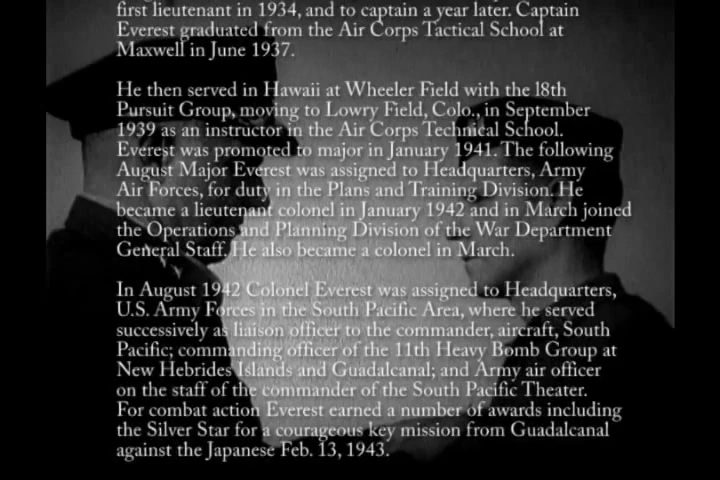 first lieutenant in 1934, and to captain a year later. Captain
Everest graduated from the Air Corps Tactical School at
Maxwell in June 1937.
He then served in Hawaii at Wheeler Field with the 18th
Pursuit Group, moving to Lowry Field, Colo., in September
1939 as an instructor in the Air Corps Technical School.
Everest was promoted to major in January 1941. The following
August Major Everest was assigned to Headquarters, Army
Air Forces, for duty in the Plans and Training Division. He
became a lieutenant colonel in January 1942 and in March joined
the Operations and Planning Division of the War Department
General Staff. He also became a colonel in March.
In August 1942 Colonel Everest was assigned to Headquarters,
U.S. Army Forces in the South Pacific Area, where he served
successively as liaison officer to the commander, aircraft, South
Pacific; commanding officer of the 11th Heavy Bomb Group at
New Hebrides Islands and Guadalcanal; and Army air officer
on the staff of the commander of the South Pacific Theater.
For combat action Everest earned a number of awards including
the Silver Star for a courageous key mission from Guadalcanal
against the Japanese Feb. 13, 1943.